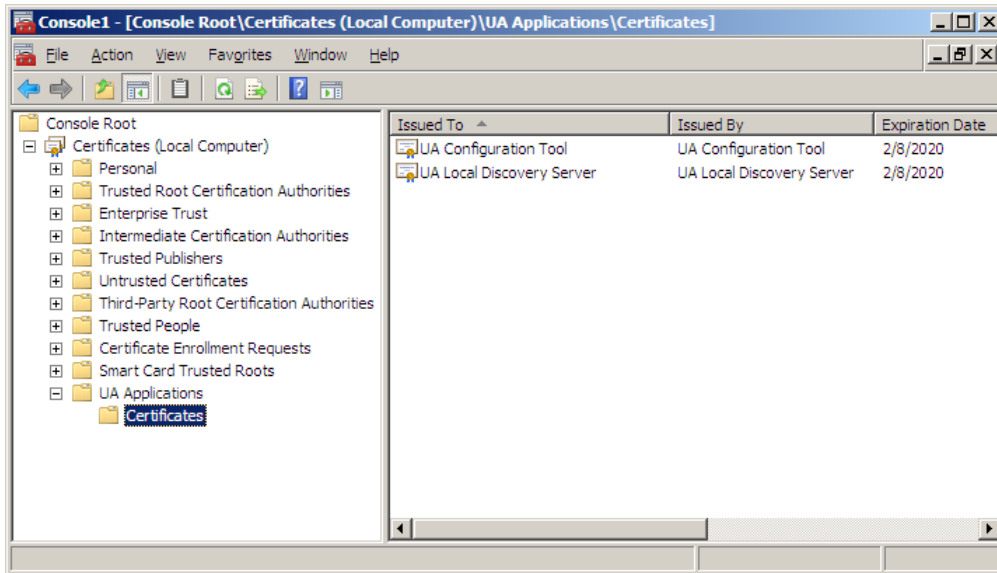 Console1 - [Console Root\Certificates (Local Computer)\UA Applications\Certificates]
File Action View Favorites Window Help
Console Root
Certificates (Local Computer)
Personal
Trusted Root Certification Authorities
Enterprise Trust
Intermediate Certification Authorities
Trusted Publishers
Untrusted Certificates
Third-Party Root Certification Authorities
Trusted People
Certificate Enrollment Requests
Smart Card Trusted Roots
UA Applications
Certificates
Issued To Issued By Expiration Date
UA Configuration Tool UA Configuration Tool 2/8/2020
UA Local Discovery Server UA Local Discovery Server 2/8/2020